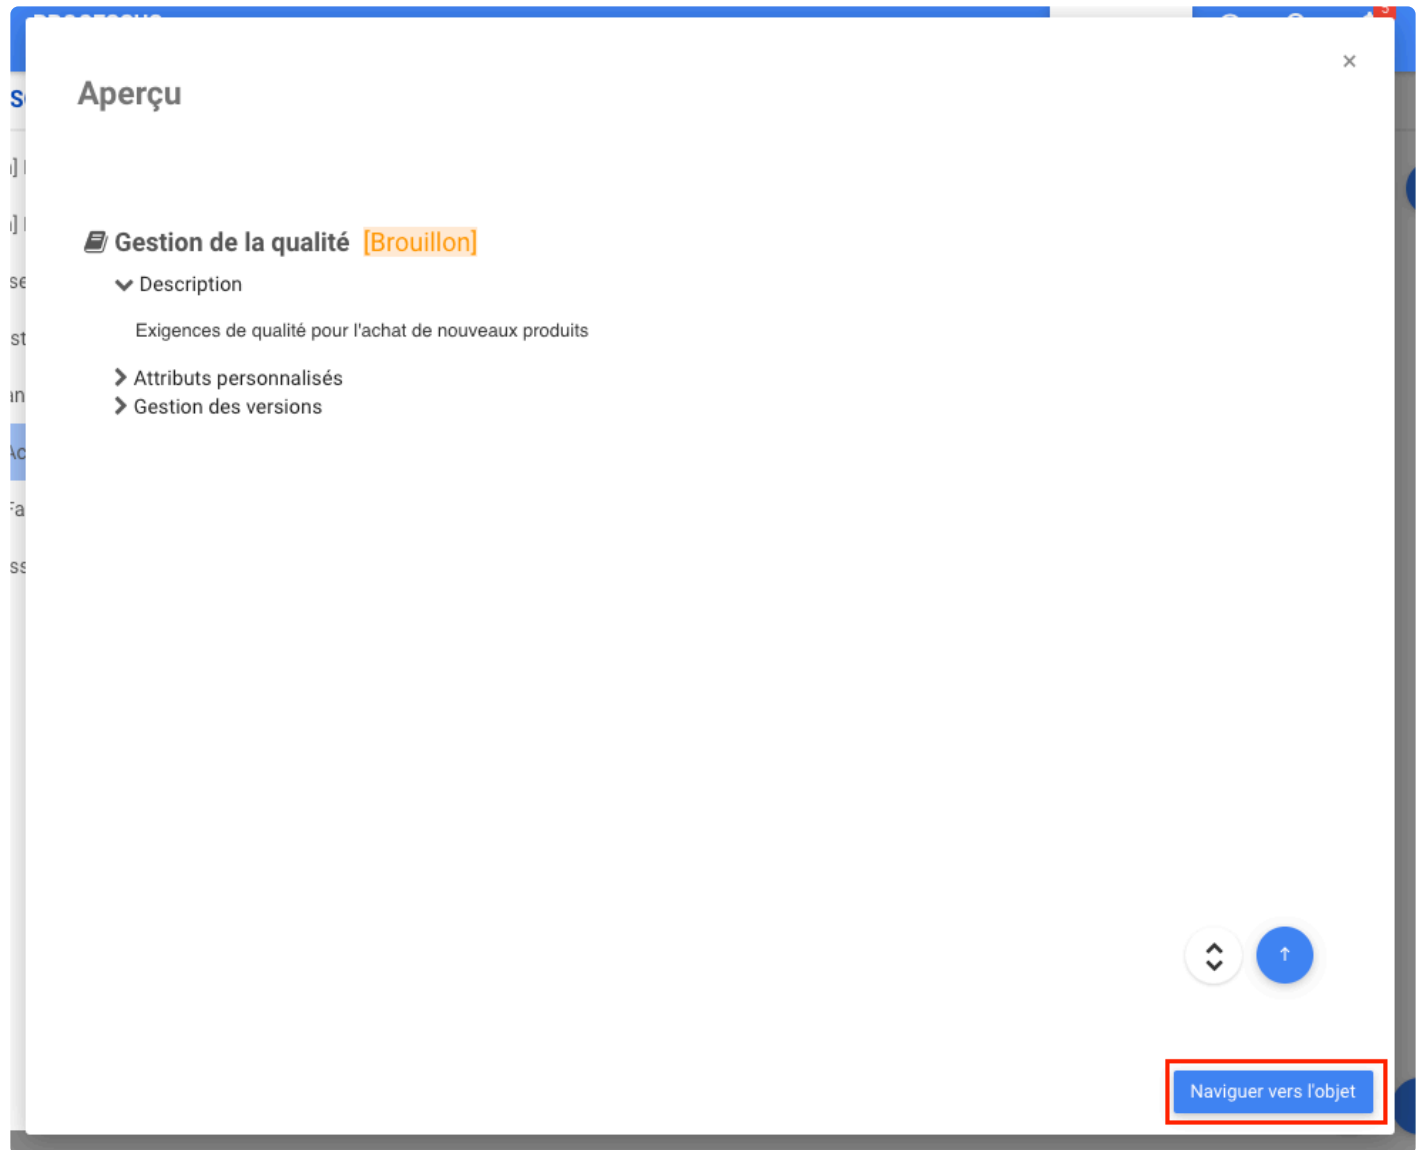 5
×
Aperçu
Gestion de la qualité [Brouillon]
Description
Exigences de qualité pour l'achat de nouveaux produits
Attributs personnalisés
Gestion des versions
Naviguer vers l'objet